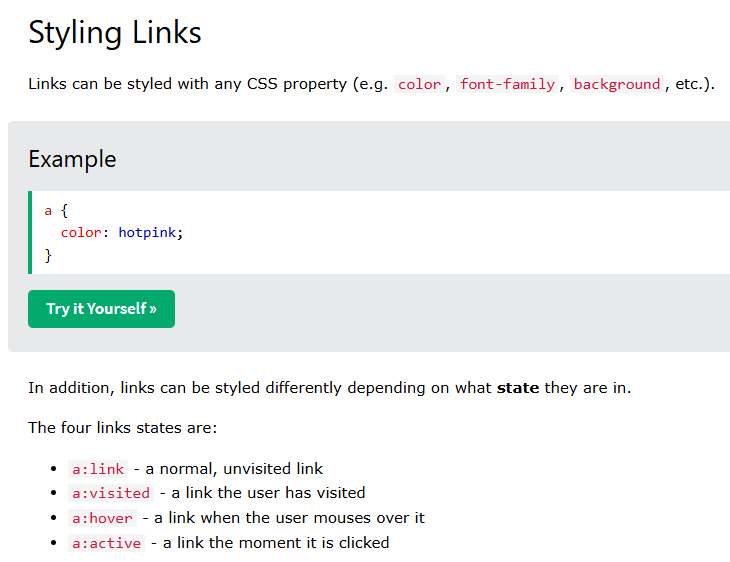 Styling Links
Links can be styled with any CSS property (e.g. color, font-family, background, etc.).
Example
a {
  color: hotpink;
}
Try it Yourself »
In addition, links can be styled differently depending on what state they are in.
The four links states are:
• a:link - a normal, unvisited link
• a:visited - a link the user has visited
• a:hover - a link when the user mouses over it
• a:active - a link the moment it is clicked